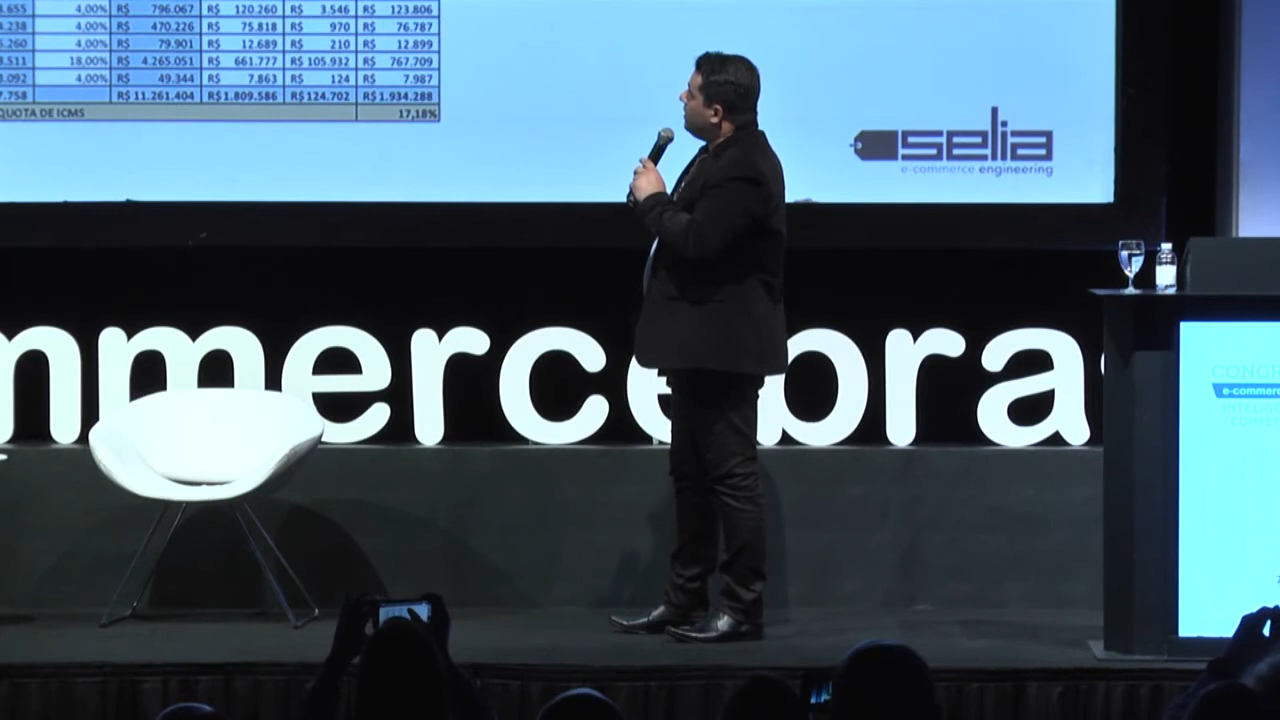 .655 4,00% R$ 796.067 R$ 120.260 R$ 3.546 R$ 123.806
.238 4,00% R$ 470.226 R$ 75.818 R$ 970 R$ 76.787
.260 4,00% R$ 79.901 R$ 12.689 R$ 210 R$ 12.899
.511 18,00% R$ 4.265.051 R$ 661.777 R$ 105.932 R$ 767.709
.092 4,00% R$ 49.344 R$ 7.863 R$ 124 R$ 7.987
.758 R$ 11.261.404 R$ 1.809.586 R$ 124.702 R$ 1.934.288
QUOTA DE ICMS 17,18%
selia
e-commerce engineering
mmercebras
CONGR
e-commerc
INTELIG
COMPET